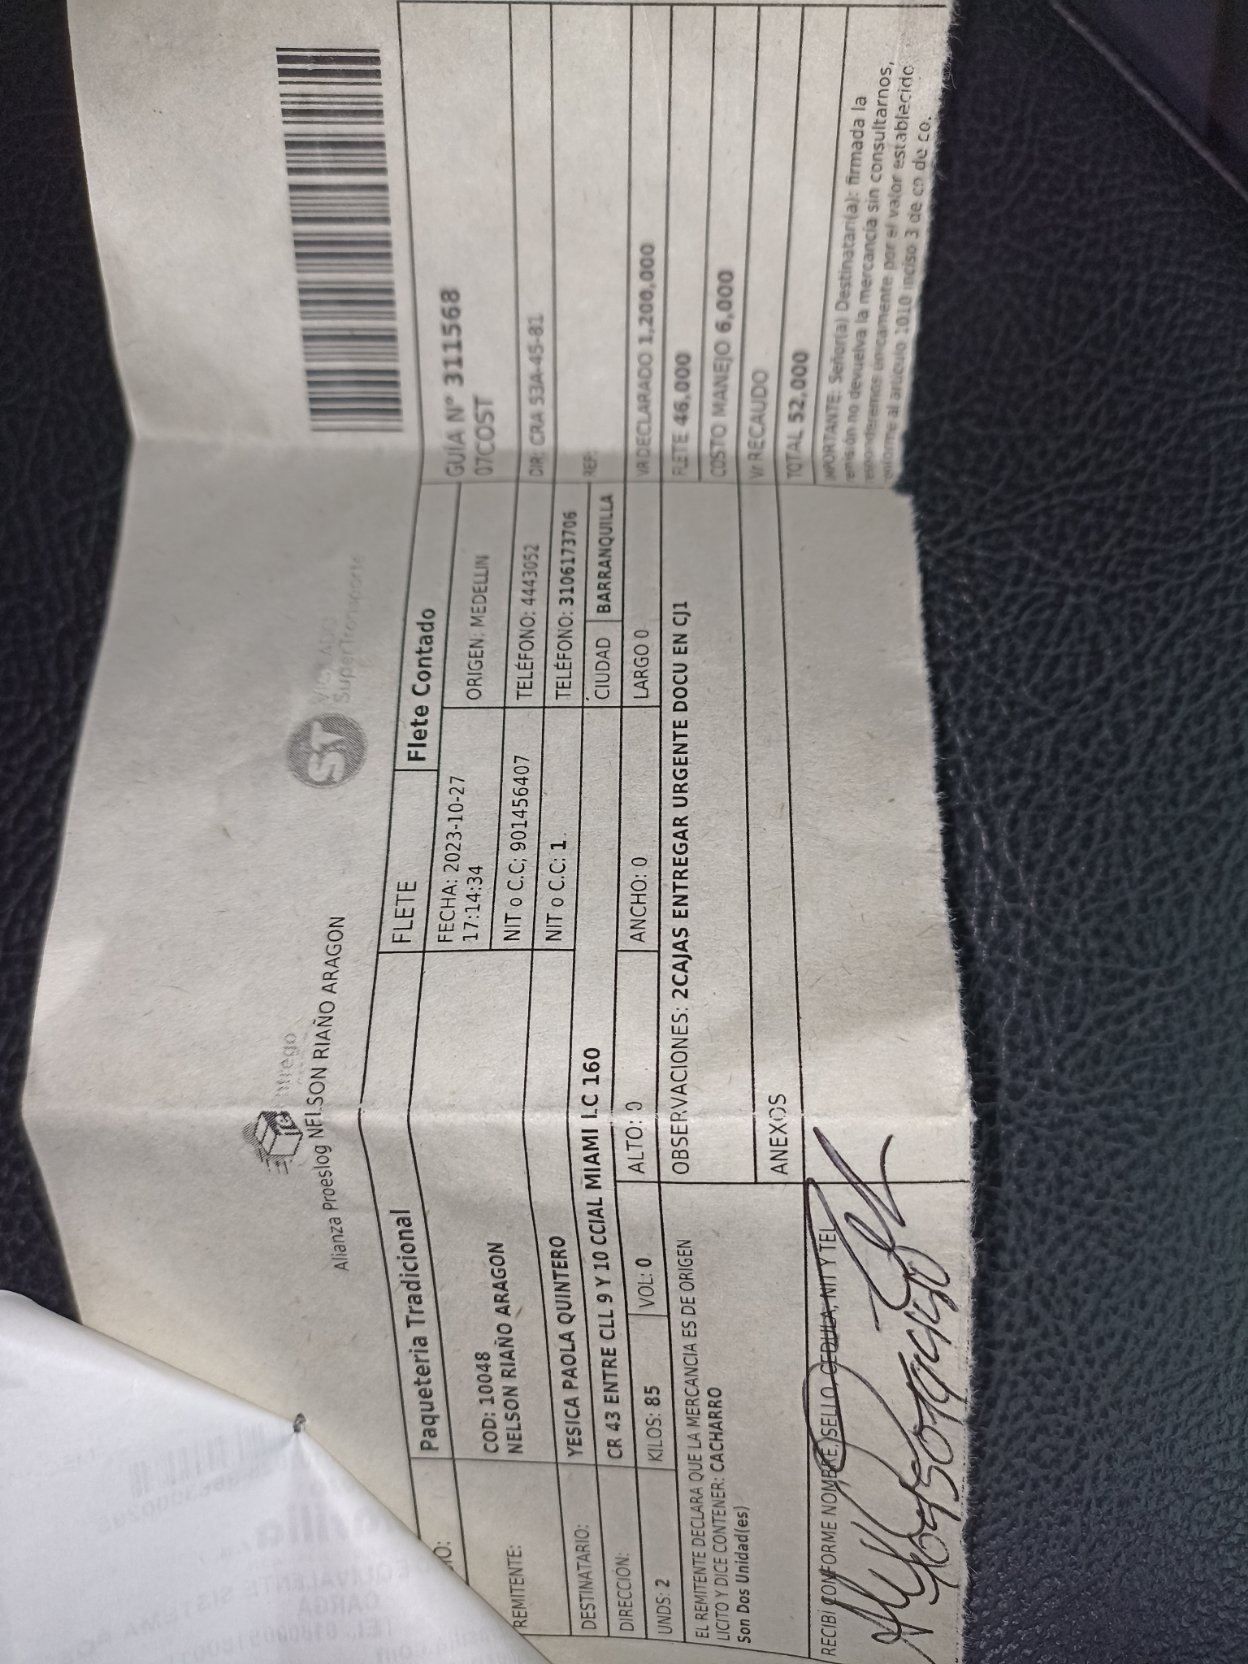 Entrego
Alianza Proeslog NELSON RIAÑO ARAGON
ST
SuperTransporte
Paqueteria Tradicional
FLETE
Flete Contado
COD: 10048
FECHA: 2023-10-27
17:14:34
ORIGEN: MEDELLIN
GUIA Nº 311568
07COST
REMITENTE:
NELSON RIAÑO ARAGON
NIT o C.C: 901456407
TELÉFONO: 4443052
DIR: CRA 53A-45-81
DESTINATARIO:
YESICA PAOLA QUINTERO
NIT o C.C: 1
TELÉFONO: 3106173706
DIRECCIÓN:
CR 43 ENTRE CLL 9 Y 10 CCIAL MIAMI LC 160
CIUDAD
BARRANQUILLA
REF:
UNDS: 2
KILOS: 85
VOL: 0
ALTO: 0
ANCHO: 0
LARGO 0
VR DECLARADO 1,200,000
EL REMITENTE DECLARA QUE LA MERCANCIA ES DE ORIGEN
LICITO Y DICE CONTENER: CACHARRO
Son Dos Unidad(es)
OBSERVACIONES: 2CAJAS ENTREGAR URGENTE DOCU EN CJ1
FLETE 46,000
COSTO MANEJO 6,000
Vr RECAUDO
ANEXOS
TOTAL 52,000
RECIBI CONFORME NOMBRE, SELLO, CEDULA, NIT Y TEL
IMPORTANTE: Señor(a) Destinatari(a): firmada la
remisión no devuelva la mercancía sin consultarnos,
responderemos únicamente por el valor establecido
conforme al artículo 1010 inciso 3 de co de co.